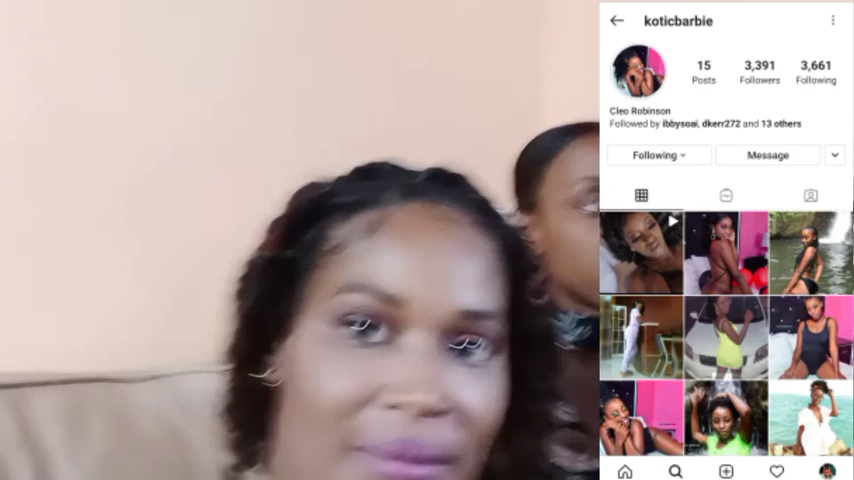 koticbarbie
15 3,391 3,661
Posts Followers Following
Cleo Robinson
Followed by ibbysoai, dkerr272 and 13 others
Following Message